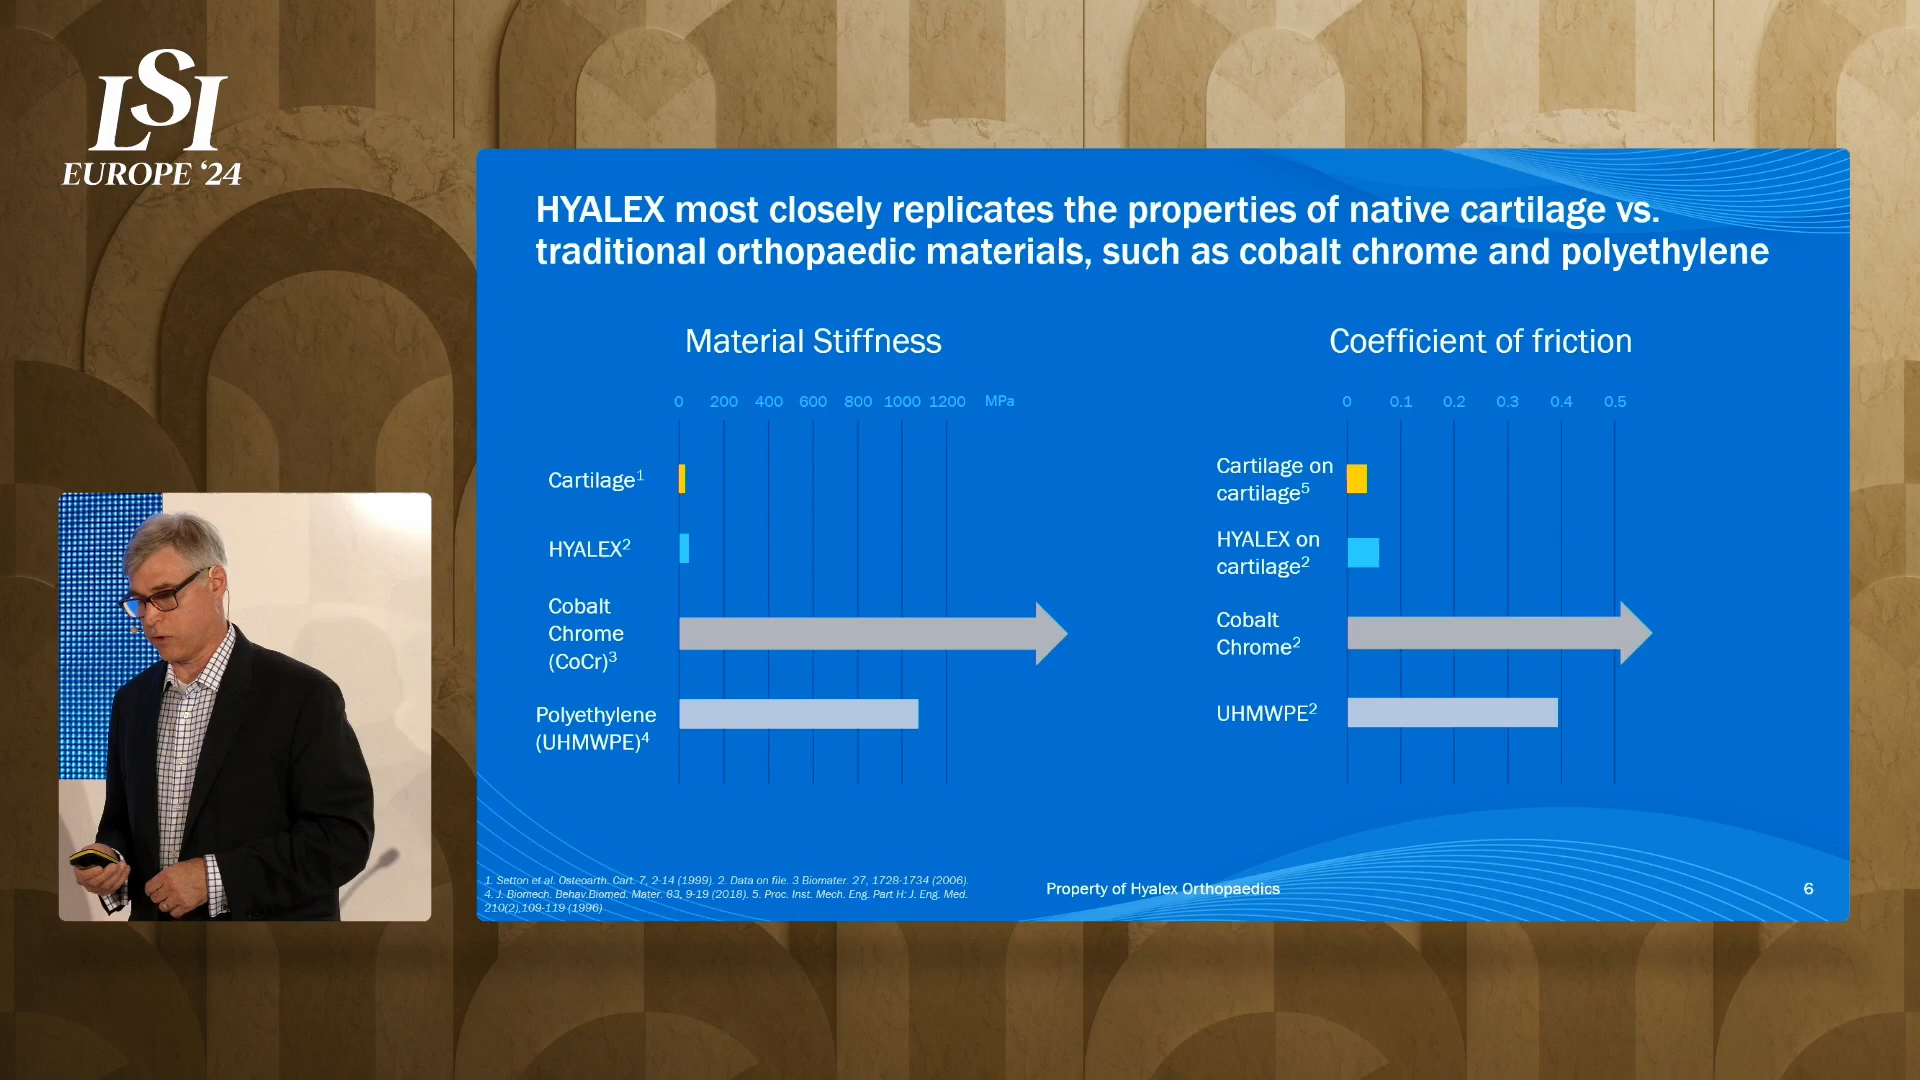 LSI
EUROPE ‘24
HYALEX most closely replicates the properties of native cartilage vs.
traditional orthopaedic materials, such as cobalt chrome and polyethylene
Material Stiffness
0 200 400 600 800 1000 1200 MPa
Cartilage¹
HYALEX²
Cobalt
Chrome
(CoCr)³
Polyethylene
(UHMWPE)⁴
Coefficient of friction
0 0.1 0.2 0.3 0.4 0.5
Cartilage on
cartilage⁵
HYALEX on
cartilage²
Cobalt
Chrome²
UHMWPE²
1. Setton et al. Osteoarth. Cart. 7, 2-14 (1999). 2. Data on file. 3 Biomater. 27, 1728-1734 (2006).
4. J. Biomech. Behav.Biomed. Mater. 83, 9-19 (2018). 5. Proc. Inst. Mech. Eng. Part H: J. Eng. Med.
210(2),109-119 (1996)
Property of Hyalex Orthopaedics
6